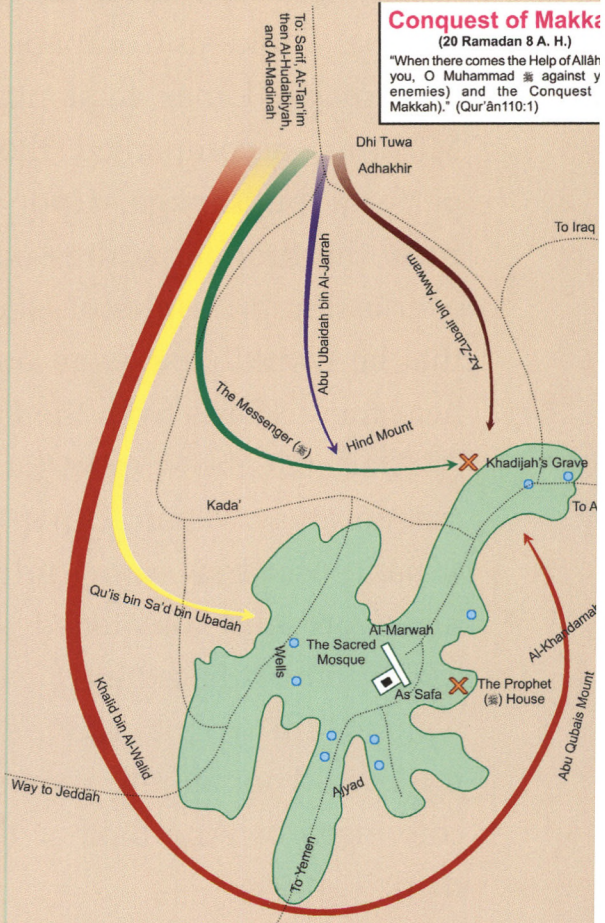 Conquest of Makka
(20 Ramadan 8 A. H.)
"When there comes the Help of Allâh
you, O Muhammad ﷺ against y
enemies) and the Conquest
Makkah)." (Qur'ân110:1)
To: Sarif, At-Tan'im
then Al-Hudaibiyah,
and Al-Madinah
Dhi Tuwa
Adhakhir
To Iraq
Abu 'Ubaidah bin Al-Jarrah
Az-Zubair bin 'Awwam
The Messenger (ﷺ)
Hind Mount
Khadijah's Grave
Kada'
To A
Qu'is bin Sa'd bin Ubadah
Al-Marwah
The Sacred
Mosque
Wells
As Safa
The Prophet
(ﷺ) House
Al-Khandamah
Abu Qubais Mount
Khalid bin Al-Walid
Way to Jeddah
Ajyad
To Yemen